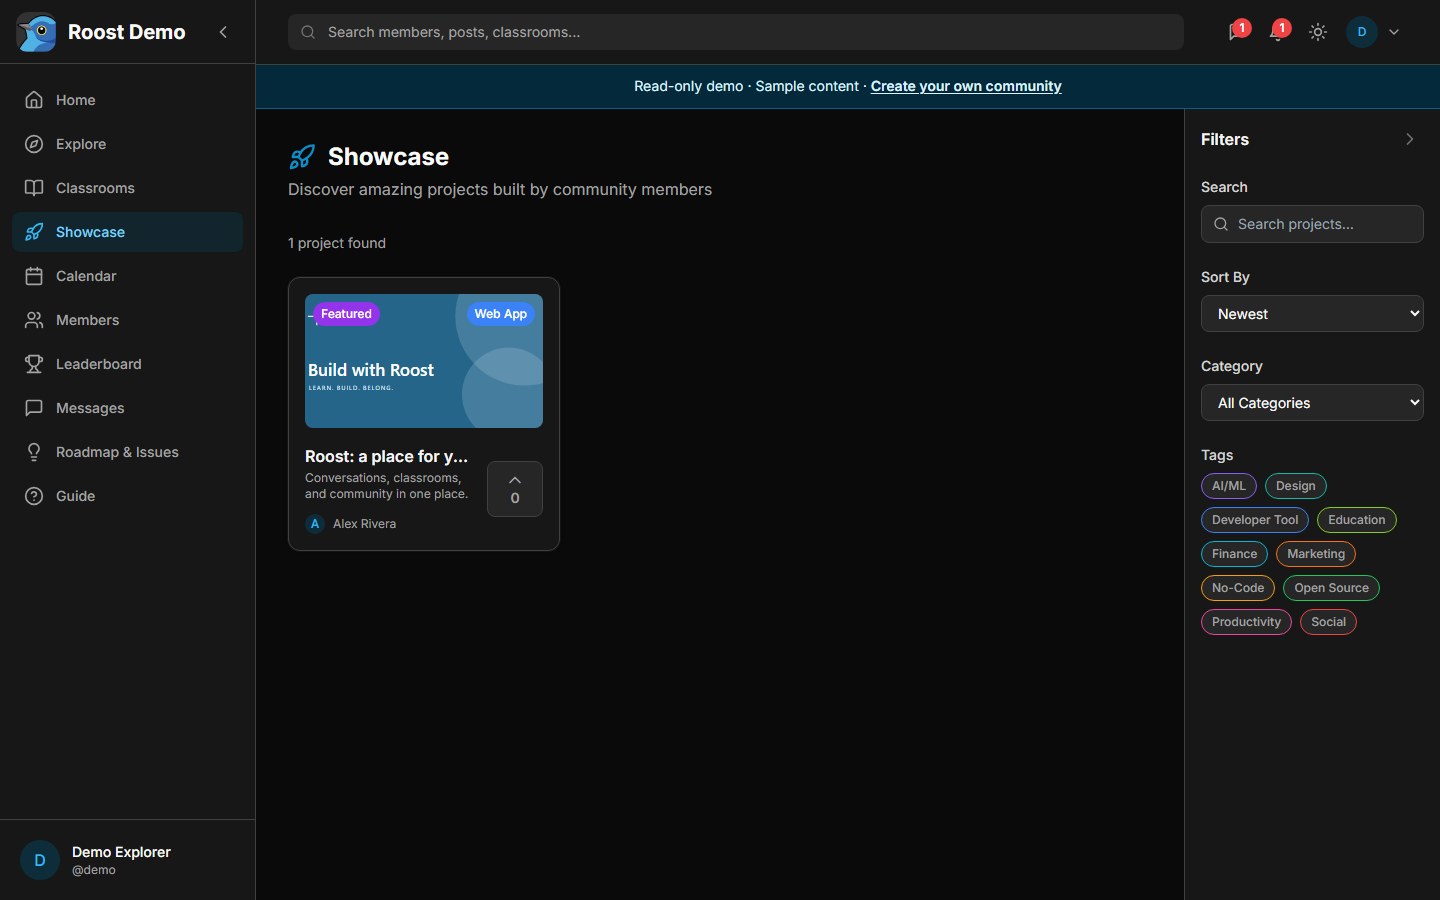 Roost Demo
Search members, posts, classrooms...
1
1
D
Read-only demo · Sample content · Create your own community
Home
Explore
Classrooms
Showcase
Calendar
Members
Leaderboard
Messages
Roadmap & Issues
Guide
Demo Explorer
@demo
D
Showcase
Discover amazing projects built by community members
1 project found
Featured
Web App
Build with Roost
LEARN. BUILD. BELONG.
Roost: a place for y...
Conversations, classrooms,
and community in one place.
0
A
Alex Rivera
Filters
Search
Search projects...
Sort By
Newest
Category
All Categories
Tags
AI/ML
Design
Developer Tool
Education
Finance
Marketing
No-Code
Open Source
Productivity
Social